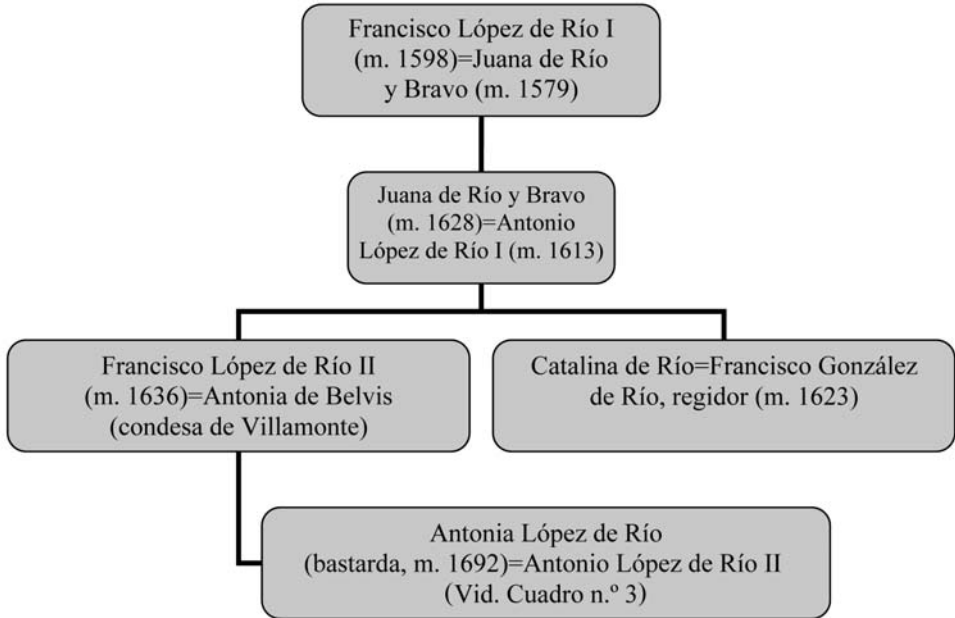 Francisco López de Río I
(m. 1598)=Juana de Río
y Bravo (m. 1579)
Juana de Río y Bravo
(m. 1628)=Antonio
López de Río I (m. 1613)
Francisco López de Río II
(m. 1636)=Antonia de Belvis
(condesa de Villamonte)
Catalina de Río=Francisco González
de Río, regidor (m. 1623)
Antonia López de Río
(bastarda, m. 1692)=Antonio López de Río II
(Vid. Cuadro n.º 3)